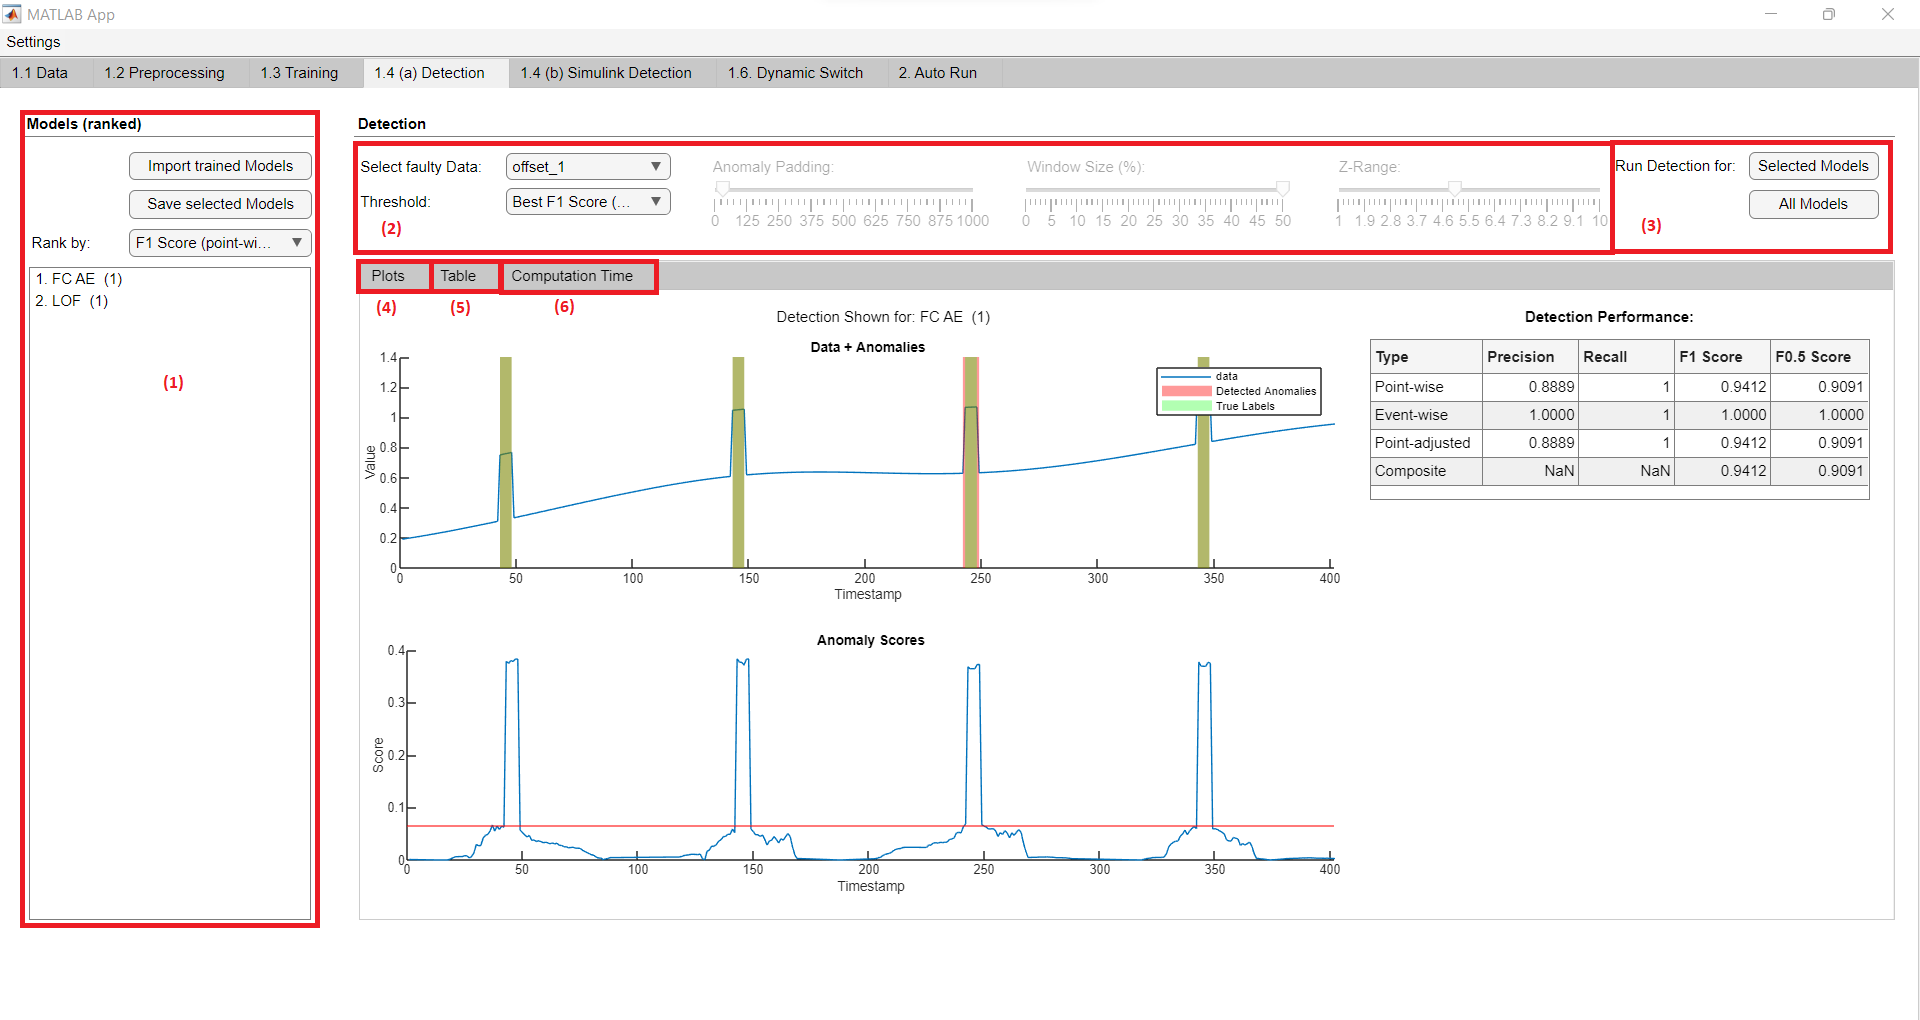 MATLAB App
Settings
1.1 Data
1.2 Preprocessing
1.3 Training
1.4 (a) Detection
1.4 (b) Simulink Detection
1.6. Dynamic Switch
2. Auto Run
Models (ranked)
Import trained Models
Save selected Models
Rank by:
F1 Score (point-wi...
1. FC AE (1)
2. LOF (1)
(1)
Detection
Select faulty Data:
offset_1
Threshold:
Best F1 Score (...
(2)
Anomaly Padding:
0 125 250 375 500 625 750 875 1000
Window Size (%):
0 5 10 15 20 25 30 35 40 45 50
Z-Range:
1 1.9 2.8 3.7 4.6 5.5 6.4 7.3 8.2 9.1 10
Run Detection for:
Selected Models
All Models
(3)
Plots
Table
Computation Time
(4)
(5)
(6)
Detection Shown for: FC AE (1)
Data + Anomalies
1.4
1.2
1
0.8
0.6
0.4
0.2
0
Value
0 50 100 150 200 250 300 350 400
Timestamp
data
Detected Anomalies
True Labels
Anomaly Scores
0.4
0.3
0.2
0.1
0
Score
0 50 100 150 200 250 300 350 400
Timestamp
Detection Performance:
Type Precision Recall F1 Score F0.5 Score
Point-wise 0.8889 1 0.9412 0.9091
Event-wise 1.0000 1 1.0000 1.0000
Point-adjusted 0.8889 1 0.9412 0.9091
Composite NaN NaN 0.9412 0.9091